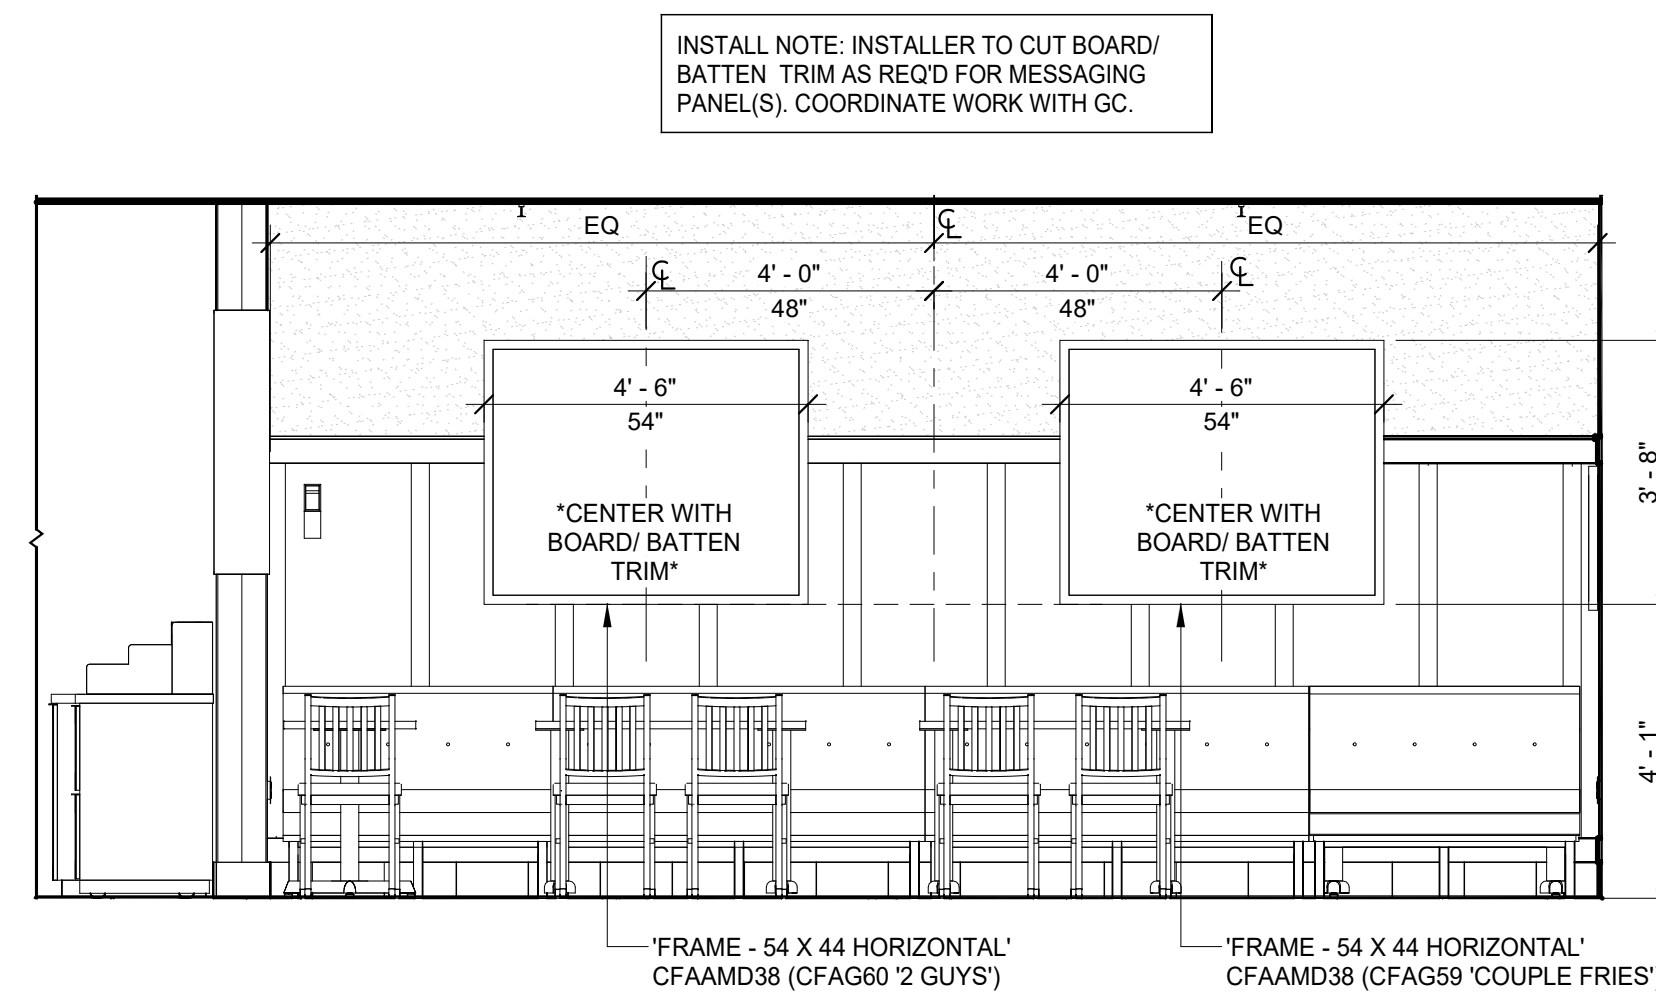 INSTALL NOTE: INSTALLER TO CUT BOARD/
BATTEN TRIM AS REQ'D FOR MESSAGING
PANEL(S). COORDINATE WORK WITH GC.
EQ
℄
EQ
℄
4' - 0"
48"
4' - 0"
48"
℄
4' - 6"
54"
4' - 6"
54"
*CENTER WITH
BOARD/ BATTEN
TRIM*
*CENTER WITH
BOARD/ BATTEN
TRIM*
3' - 8"
4' - 1"
'FRAME - 54 X 44 HORIZONTAL'
CFAAMD38 (CFAG60 '2 GUYS')
'FRAME - 54 X 44 HORIZONTAL'
CFAAMD38 (CFAG59 'COUPLE FRIES')